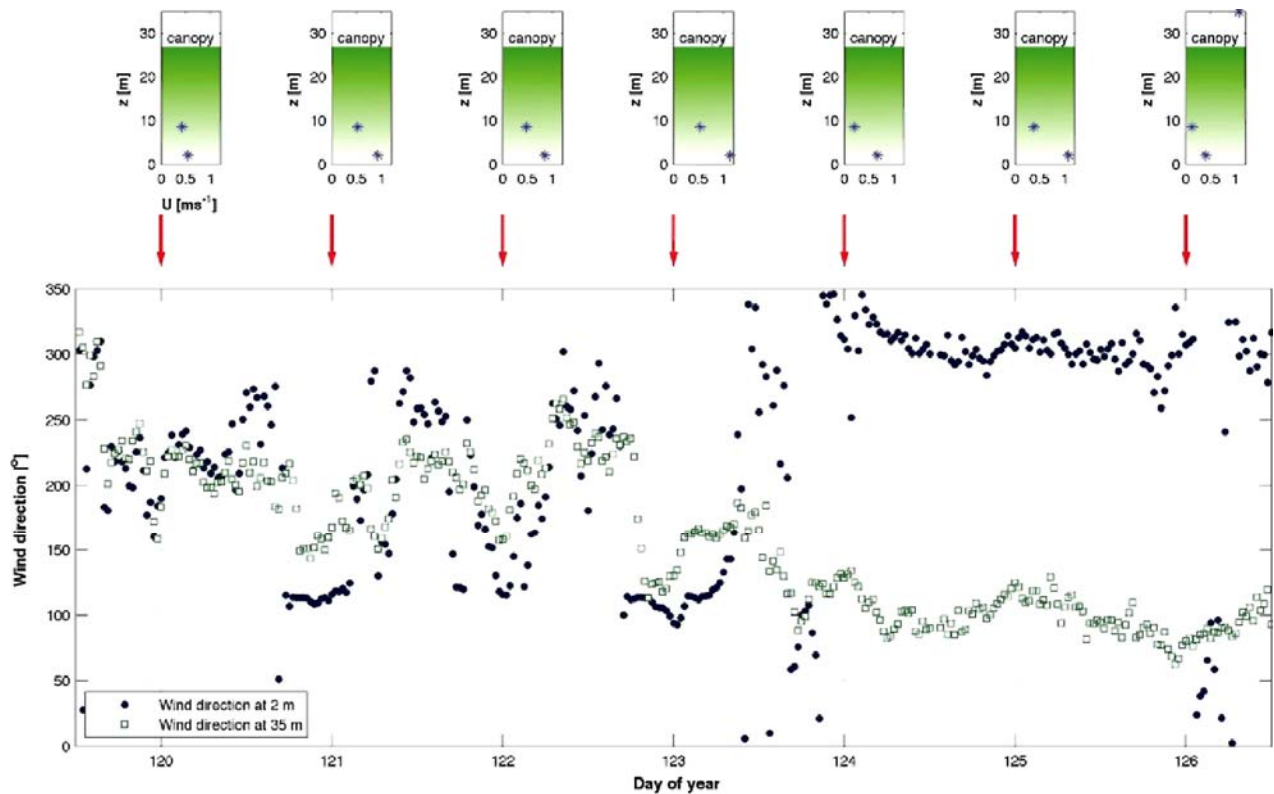 30 canopy 30 canopy 30 canopy 30 canopy 30 canopy 30 canopy 30 canopy
z [m] z [m] z [m] z [m] z [m] z [m] z [m]
20 20 20 20 20 20 20
10 10 10 10 10 10 10
0 0 0 0 0 0 0
0 0.5 1 0 0.5 1 0 0.5 1 0 0.5 1 0 0.5 1 0 0.5 1 0 0.5 1
U [ms⁻¹]
350
300
250
200
150
100
50
0
Wind direction [°]
Wind direction at 2 m
Wind direction at 35 m
120 121 122 123 124 125 126
Day of year